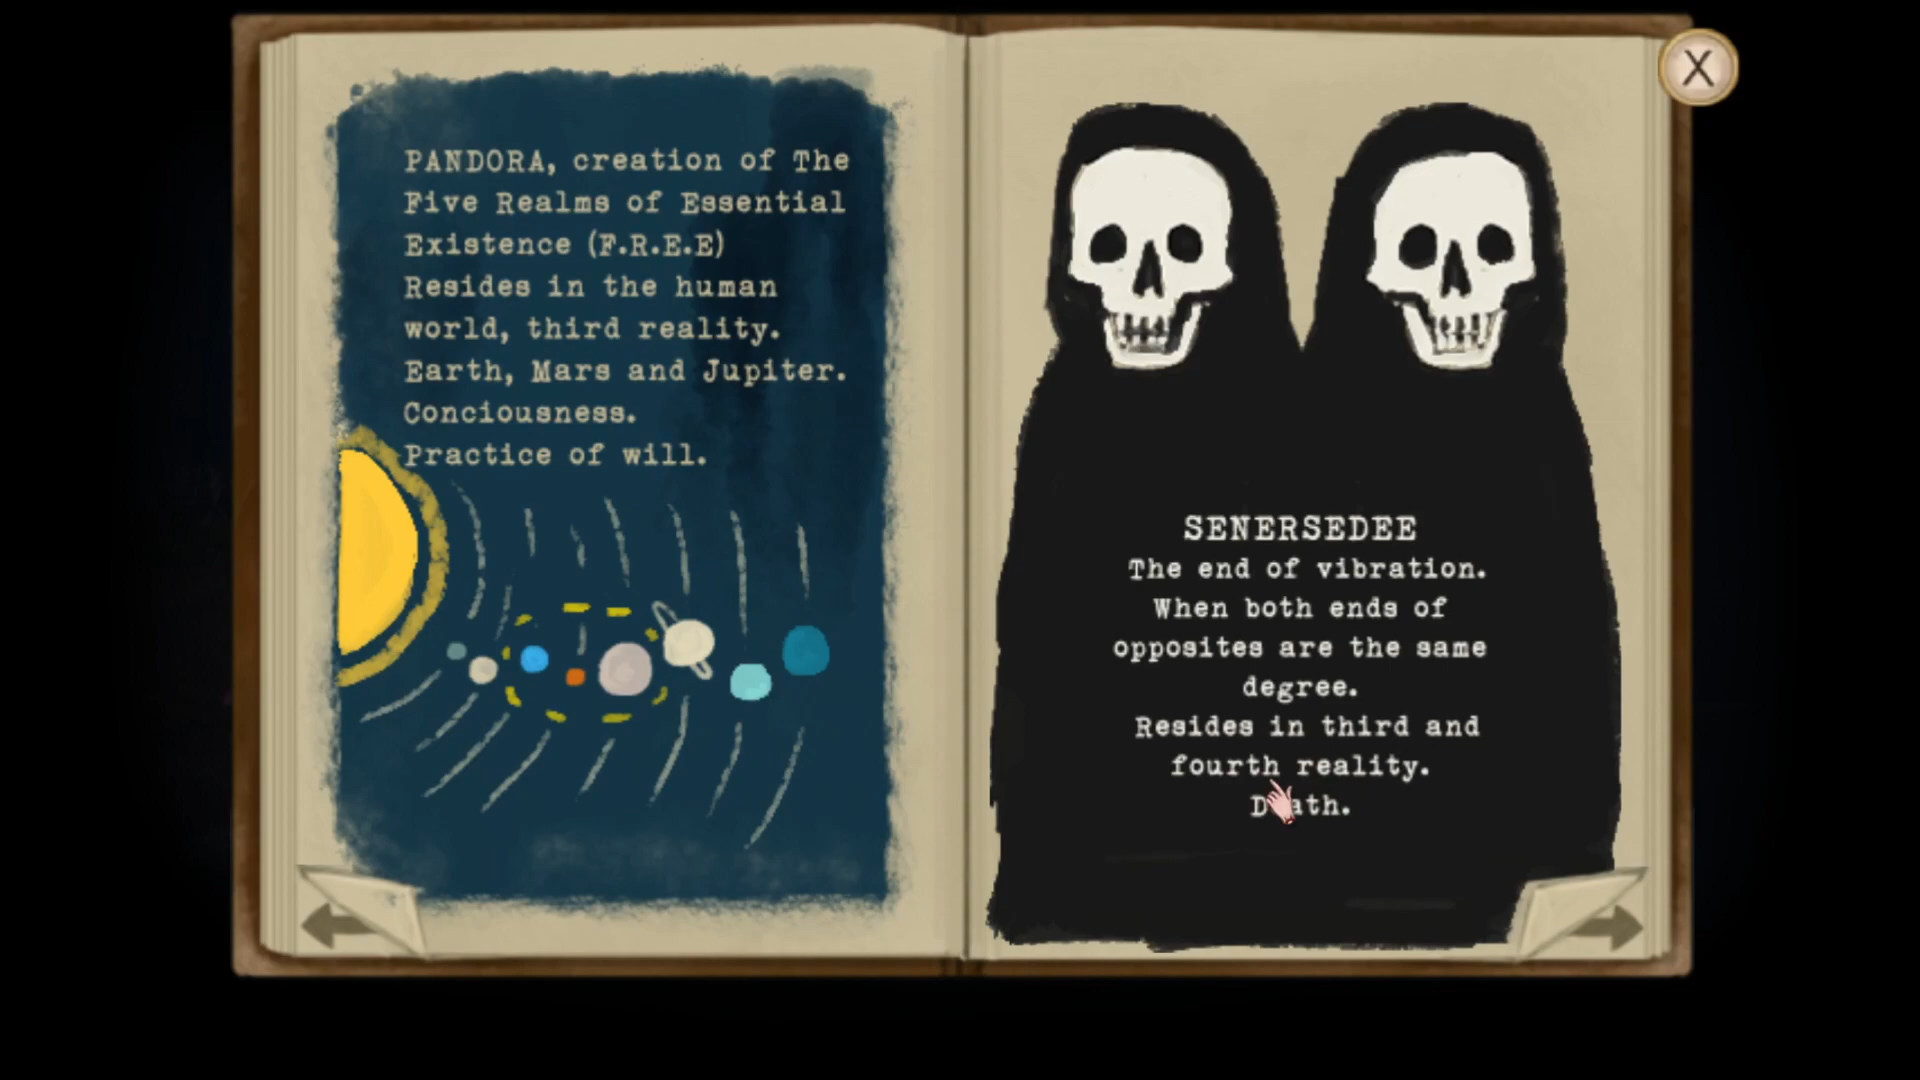 PANDORA, creation of The
Five Realms of Essential
Existence (F.R.E.E)
Resides in the human
world, third reality.
Earth, Mars and Jupiter.
Conciousness.
Practice of will.
SENERSEDEE
The end of vibration.
When both ends of
opposites are the same
degree.
Resides in third and
fourth reality.
Death.
X